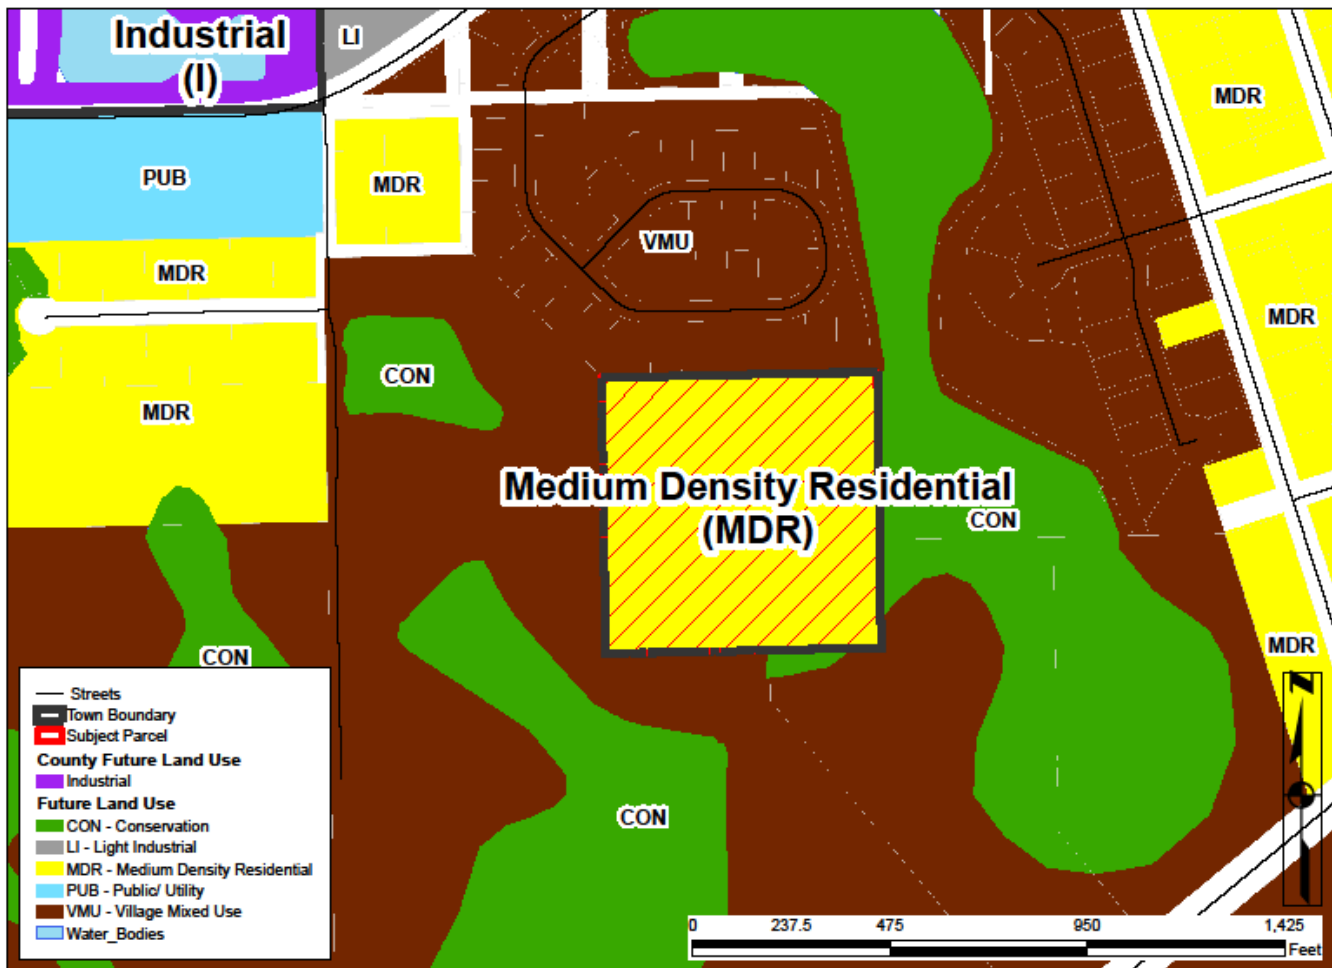 Industrial
(I)
LI
MDR
PUB
MDR
VMU
MDR
MDR
CON
MDR
Medium Density Residential
(MDR)
CON
CON
MDR
CON
Streets
Town Boundary
Subject Parcel
County Future Land Use
Industrial
Future Land Use
CON - Conservation
LI - Light Industrial
MDR - Medium Density Residential
PUB - Public/ Utility
VMU - Village Mixed Use
Water_Bodies
0 237.5 475 950 1,425
Feet
N